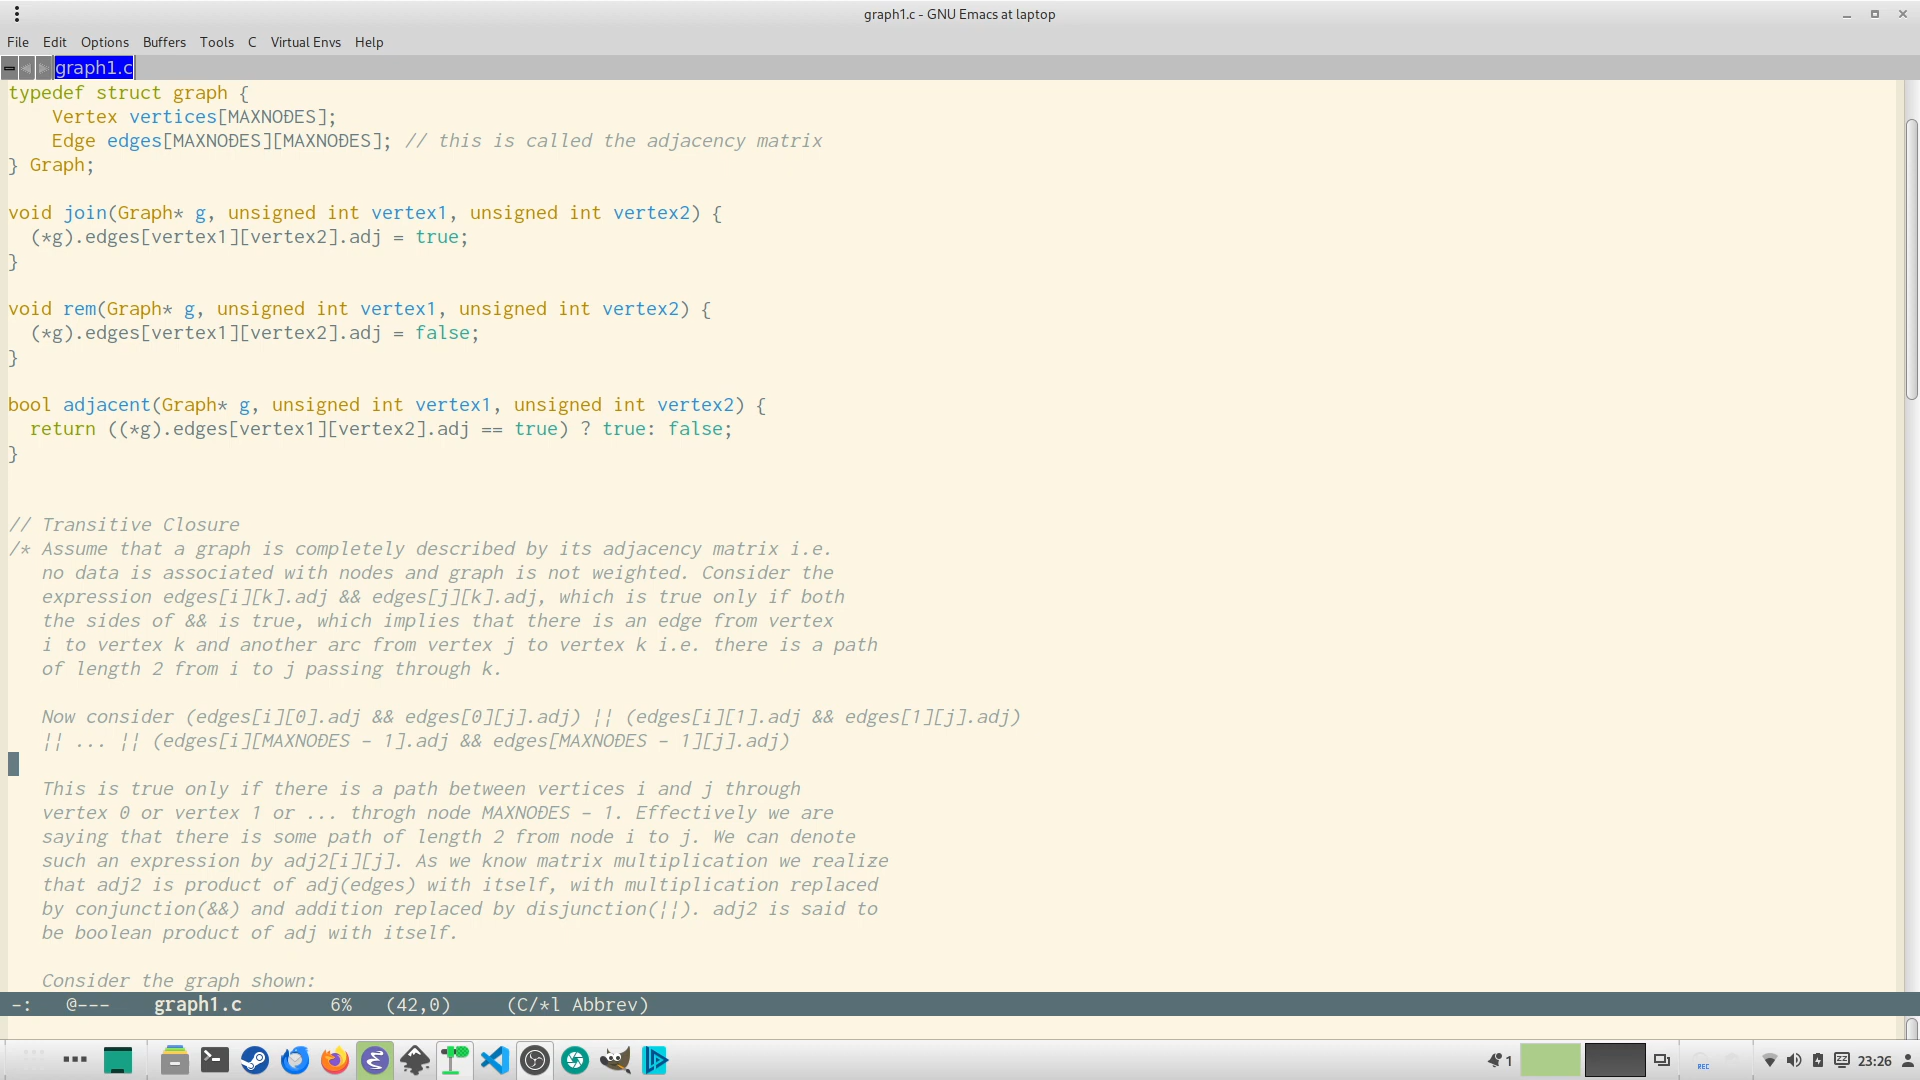 graph1.c - GNU Emacs at laptop
File Edit Options Buffers Tools C Virtual Envs Help
graph1.c
typedef struct graph {
    Vertex vertices[MAXNODES];
    Edge edges[MAXNODES][MAXNODES]; // this is called the adjacency matrix
} Graph;
void join(Graph* g, unsigned int vertex1, unsigned int vertex2) {
  (*g).edges[vertex1][vertex2].adj = true;
}
void rem(Graph* g, unsigned int vertex1, unsigned int vertex2) {
  (*g).edges[vertex1][vertex2].adj = false;
}
bool adjacent(Graph* g, unsigned int vertex1, unsigned int vertex2) {
  return ((*g).edges[vertex1][vertex2].adj == true) ? true: false;
}
// Transitive Closure
/* Assume that a graph is completely described by its adjacency matrix i.e.
   no data is associated with nodes and graph is not weighted. Consider the
   expression edges[i][k].adj && edges[j][k].adj, which is true only if both
   the sides of && is true, which implies that there is an edge from vertex
   i to vertex k and another arc from vertex j to vertex k i.e. there is a path
   of length 2 from i to j passing through k.
   Now consider (edges[i][0].adj && edges[0][j].adj) || (edges[i][1].adj && edges[1][j].adj)
   || ... || (edges[i][MAXNODES - 1].adj && edges[MAXNODES - 1][j].adj)
   This is true only if there is a path between vertices i and j through
   vertex 0 or vertex 1 or ... throgh node MAXNODES - 1. Effectively we are
   saying that there is some path of length 2 from node i to j. We can denote
   such an expression by adj2[i][j]. As we know matrix multiplication we realize
   that adj2 is product of adj(edges) with itself, with multiplication replaced
   by conjunction(&&) and addition replaced by disjunction(||). adj2 is said to
   be boolean product of adj with itself.
   Consider the graph shown:
-: @--- graph1.c 6% (42,0) (C/*l Abbrev)
1 REC 23:26